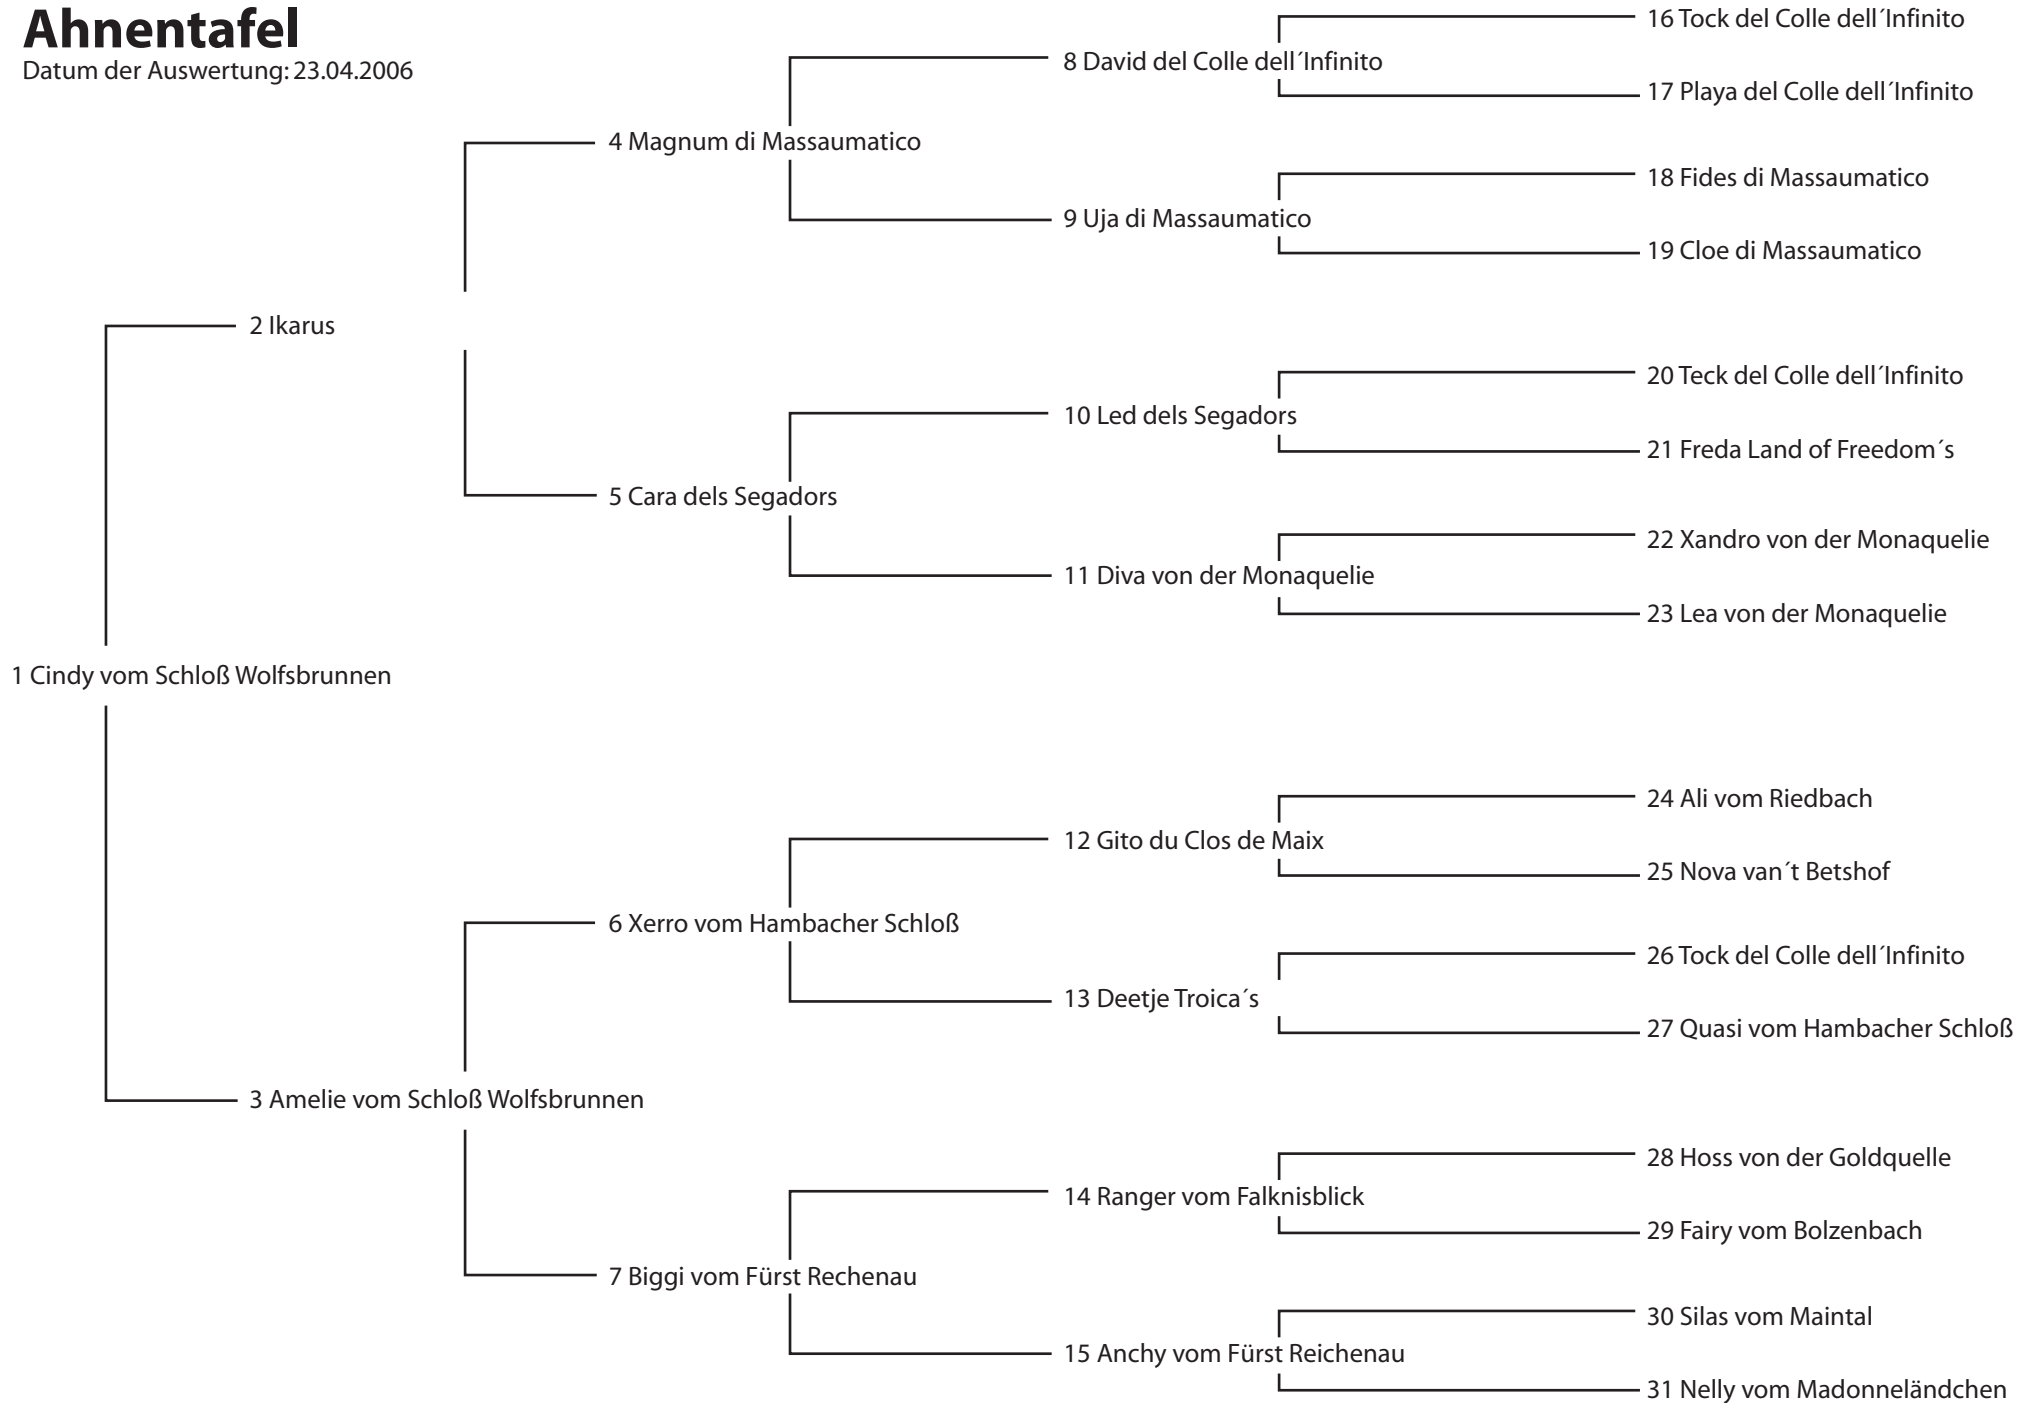 Ahnentafel
Datum der Auswertung: 23.04.2006
16 Tock del Colle dell´Infinito
8 David del Colle dell´Infinito
17 Playa del Colle dell´Infinito
4 Magnum di Massaumatico
18 Fides di Massaumatico
9 Uja di Massaumatico
19 Cloe di Massaumatico
2 Ikarus
20 Teck del Colle dell´Infinito
10 Led dels Segadors
21 Freda Land of Freedom´s
5 Cara dels Segadors
22 Xandro von der Monaquelie
11 Diva von der Monaquelie
23 Lea von der Monaquelie
1 Cindy vom Schloß Wolfsbrunnen
24 Ali vom Riedbach
12 Gito du Clos de Maix
25 Nova van´t Betshof
6 Xerro vom Hambacher Schloß
26 Tock del Colle dell´Infinito
13 Deetje Troica´s
27 Quasi vom Hambacher Schloß
3 Amelie vom Schloß Wolfsbrunnen
28 Hoss von der Goldquelle
14 Ranger vom Falknisblick
29 Fairy vom Bolzenbach
7 Biggi vom Fürst Rechenau
30 Silas vom Maintal
15 Anchy vom Fürst Reichenau
31 Nelly vom Madonneländchen